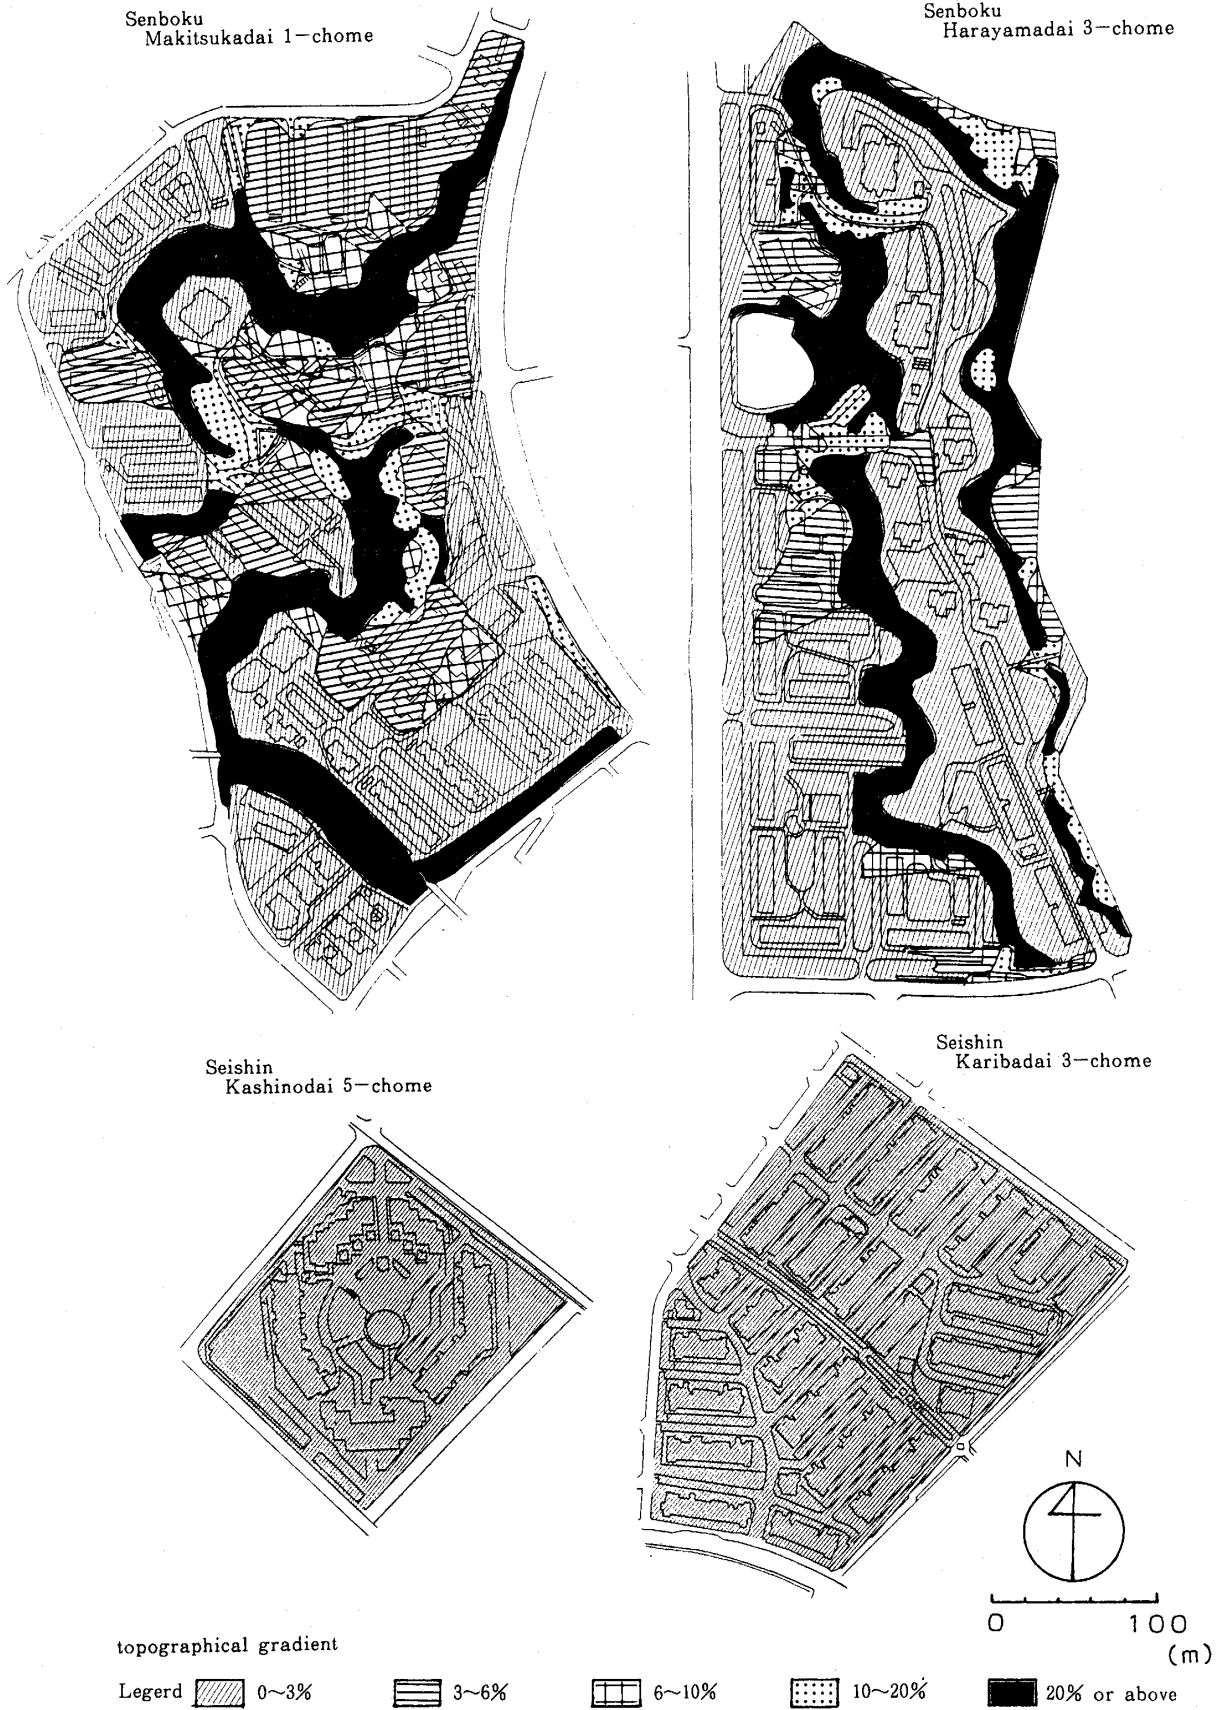 Senboku
Makitsukadai 1-chome
Senboku
Harayamadai 3-chome
Seishin
Kashinodai 5-chome
Seishin
Karibadai 3-chome
N
0 100
(m)
topographical gradient
Legerd 0~3% 3~6% 6~10% 10~20% 20% or above